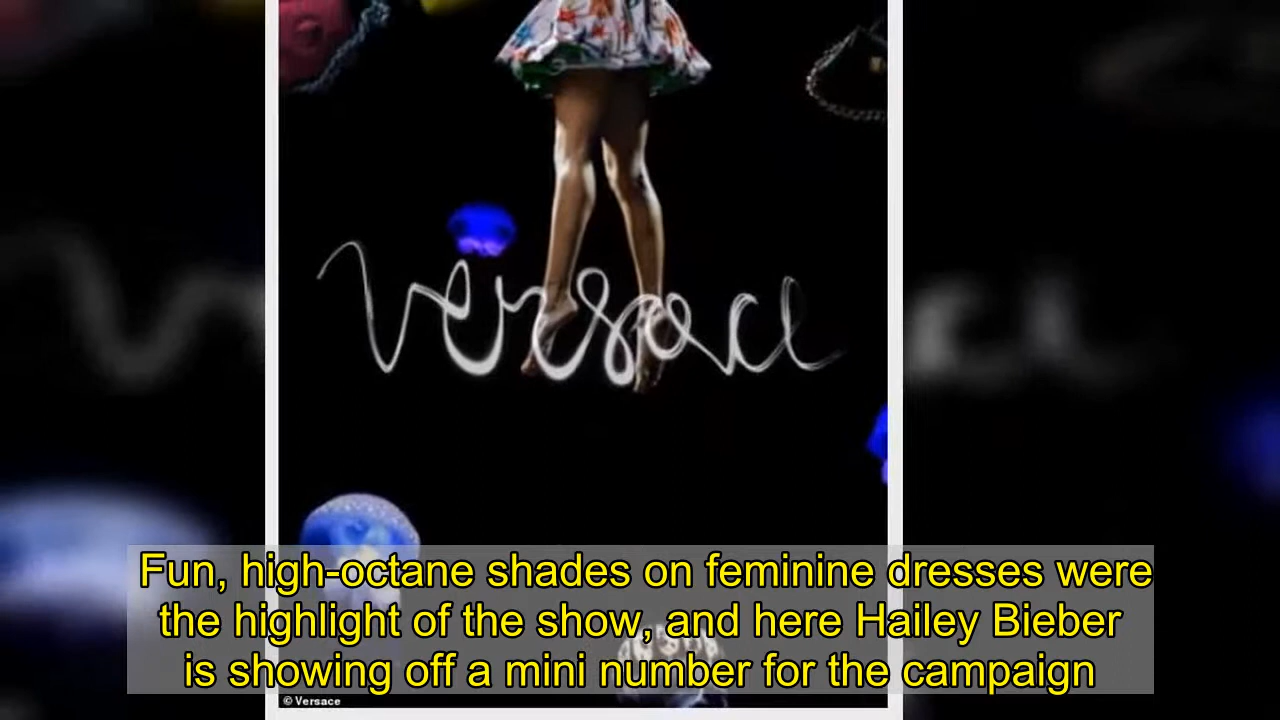 Versace
Fun, high-octane shades on feminine dresses were
the highlight of the show, and here Hailey Bieber
is showing off a mini number for the campaign
© Versace